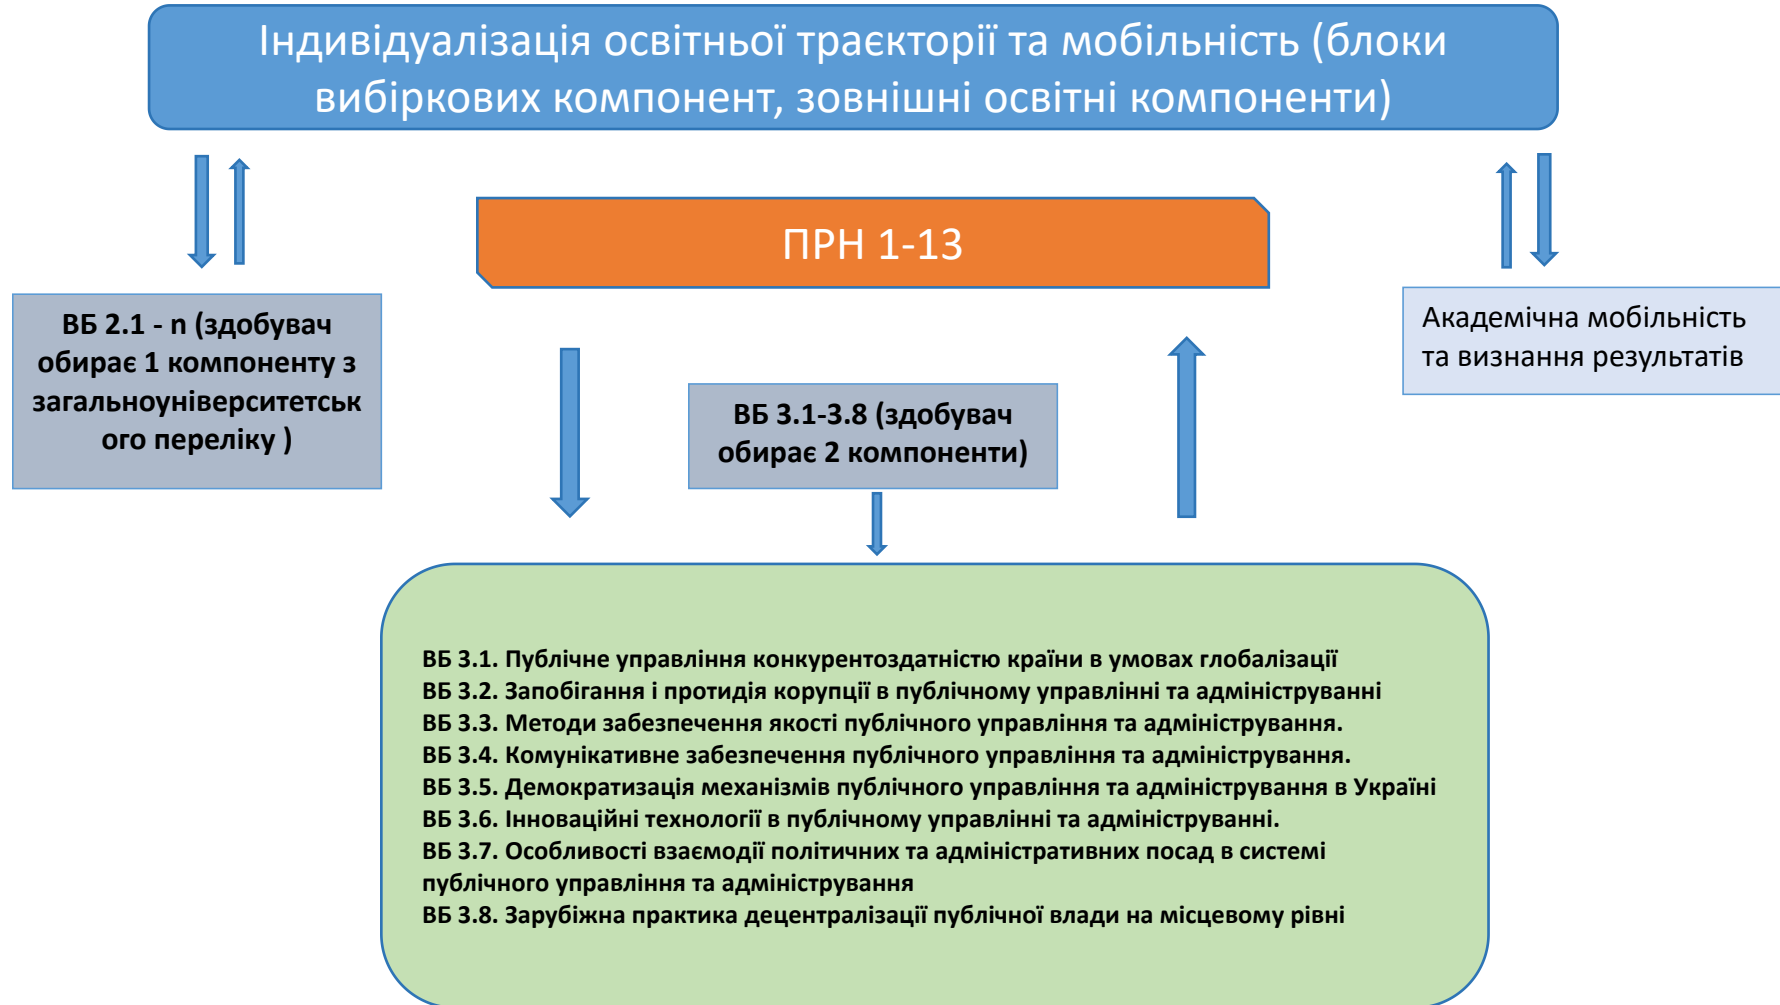 Індивідуалізація освітньої траєкторії та мобільність (блоки
вибіркових компонент, зовнішні освітні компоненти)
ПРН 1-13
ВБ 2.1 - n (здобувач
обирає 1 компоненту з
загальноуніверситетськ
ого переліку )
Академічна мобільність
та визнання результатів
ВБ 3.1-3.8 (здобувач
обирає 2 компоненти)
ВБ 3.1. Публічне управління конкурентоздатністю країни в умовах глобалізації
ВБ 3.2. Запобігання і протидія корупції в публічному управлінні та адмініструванні
ВБ 3.3. Методи забезпечення якості публічного управління та адміністрування.
ВБ 3.4. Комунікативне забезпечення публічного управління та адміністрування.
ВБ 3.5. Демократизація механізмів публічного управління та адміністрування в Україні
ВБ 3.6. Інноваційні технології в публічному управлінні та адмініструванні.
ВБ 3.7. Особливості взаємодії політичних та адміністративних посад в системі
публічного управління та адміністрування
ВБ 3.8. Зарубіжна практика децентралізації публічної влади на місцевому рівні